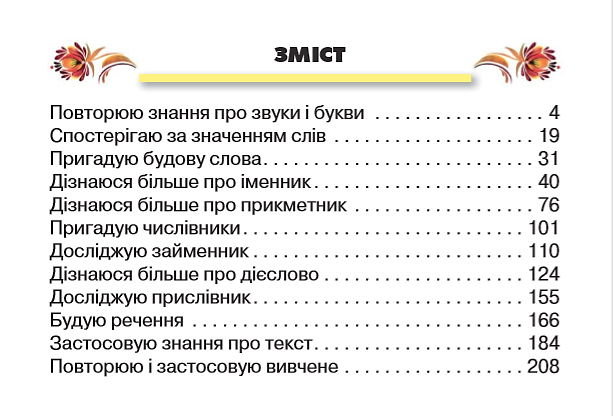 ЗМІСТ
Повторюю знання про звуки і букви . . . . . . . . . . . . . . . . . 4
Спостерігаю за значенням слів . . . . . . . . . . . . . . . . . . . . 19
Пригадую будову слова. . . . . . . . . . . . . . . . . . . . . . . . . . . 31
Дізнаюся більше про іменник. . . . . . . . . . . . . . . . . . . . . . 40
Дізнаюся більше про прикметник . . . . . . . . . . . . . . . . . . 76
Пригадую числівники. . . . . . . . . . . . . . . . . . . . . . . . . . . . 101
Досліджую займенник . . . . . . . . . . . . . . . . . . . . . . . . . . . 110
Дізнаюся більше про дієслово . . . . . . . . . . . . . . . . . . . . 124
Досліджую прислівник. . . . . . . . . . . . . . . . . . . . . . . . . . . 155
Будую речення . . . . . . . . . . . . . . . . . . . . . . . . . . . . . . . . . 166
Застосовую знання про текст. . . . . . . . . . . . . . . . . . . . . 184
Повторюю і застосовую вивчене . . . . . . . . . . . . . . . . . . 208